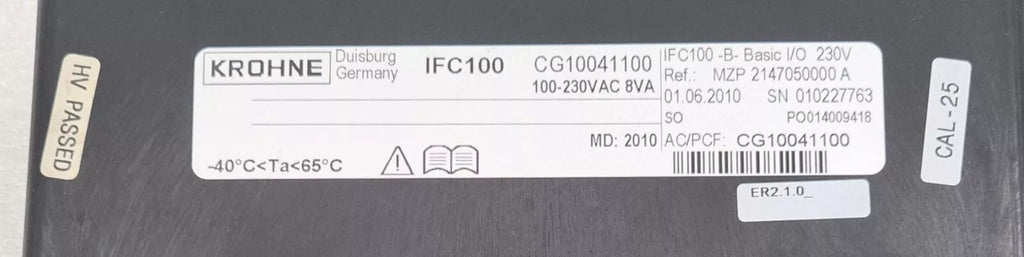 HV PASSED
KROHNE
Duisburg
Germany
IFC100
CG10041100
100-230VAC 8VA
MD: 2010
-40°C<Ta<65°C
IFC100 -B- Basic I/O 230V
Ref.: MZP 2147050000 A
01.06.2010 SN 010227763
SO PO014009418
AC/PCF: CG10041100
ER2.1.0_
CAL-25